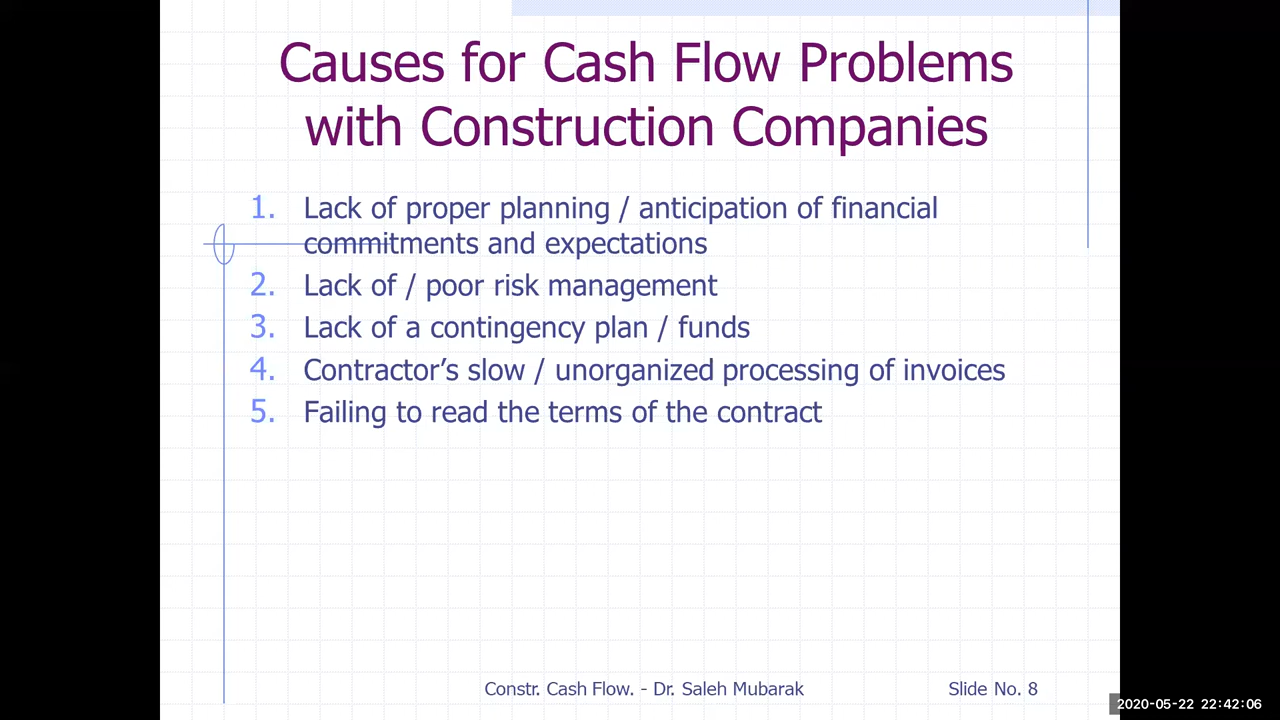 Causes for Cash Flow Problems
with Construction Companies
1. Lack of proper planning / anticipation of financial
commitments and expectations
2. Lack of / poor risk management
3. Lack of a contingency plan / funds
4. Contractor’s slow / unorganized processing of invoices
5. Failing to read the terms of the contract
Constr. Cash Flow. - Dr. Saleh Mubarak
Slide No. 8
2020-05-22 22:42:06